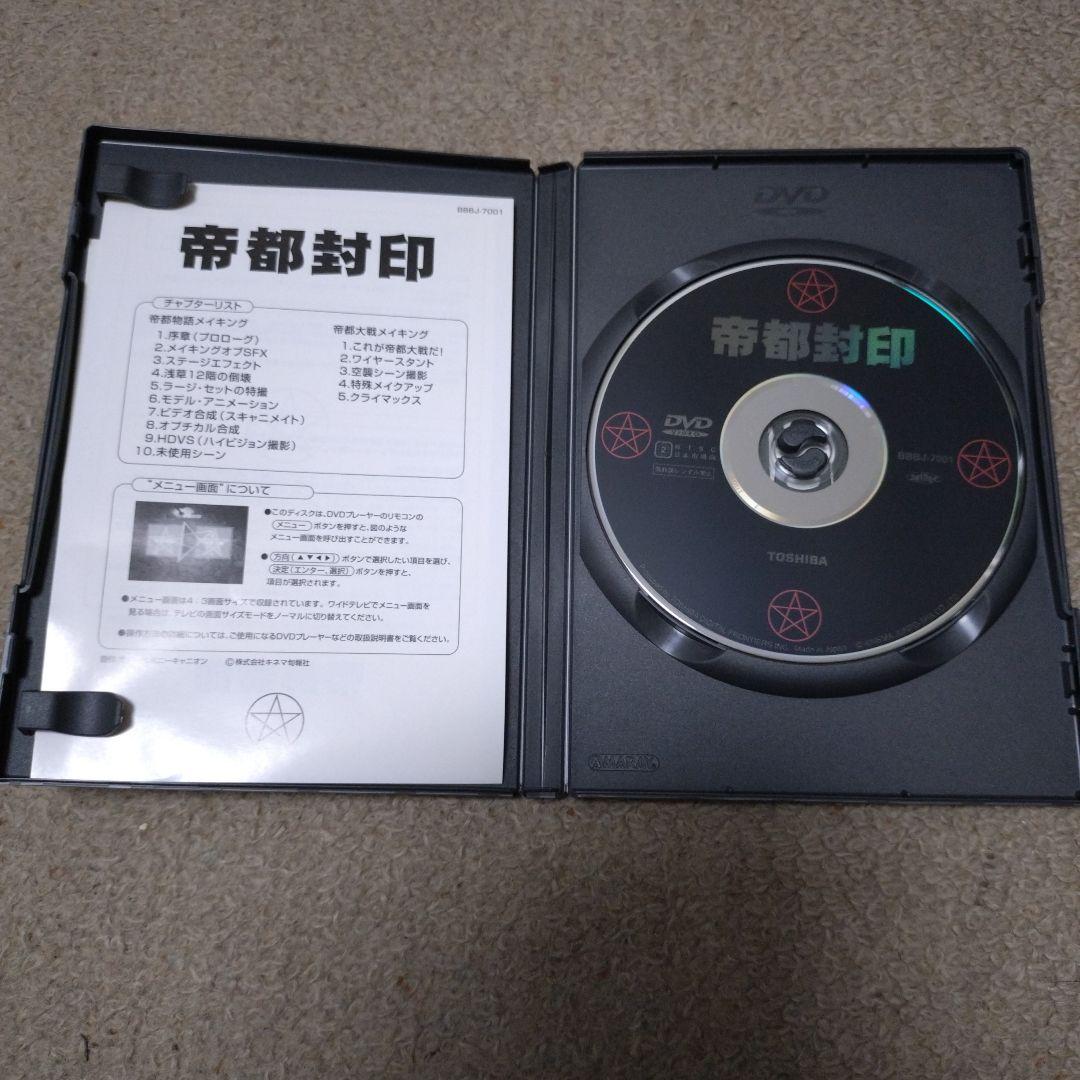 BBBJ-7001
帝都封印
チャプターリスト
帝都物語メイキング
1.序章(プロローグ)
2.メイキングオブSFX
3.ステージエフェクト
4.浅草12階の倒壊
5.ラージ・セットの特撮
6.モデル・アニメーション
7.ビデオ合成(スキャニメイト)
8.オプチカル合成
9.HDVS(ハイビジョン撮影)
10.未使用シーン
帝都大戦メイキング
1.これが帝都大戦だ!
2.ワイヤースタント
3.空襲シーン撮影
4.特殊メイクアップ
5.クライマックス
"メニュー画面"について
●このディスクは、DVDプレーヤーのリモコンの
メニュー ボタンを押すと、図のような
メニュー画面を呼び出すことができます。
●方向(▲▼◀▶)ボタンで選択したい項目を選び、
決定(エンター、選択)ボタンを押すと、
項目が選択されます。
●メニュー画面は4:3画面サイズで収録されています。ワイドテレビでメニュー画面を
見る場合は、テレビの画面サイズモードをノーマルに切り替えてください。
●操作方法の詳細については、ご使用になるDVDプレーヤーなどの取扱説明書をご覧ください。
ニーキャニオン ©株式会社キネマ旬報社
DVD
帝都封印
DVD
VIDEO
2
日本市場向
BBBJ-7001
TOSHIBA
AMARAY